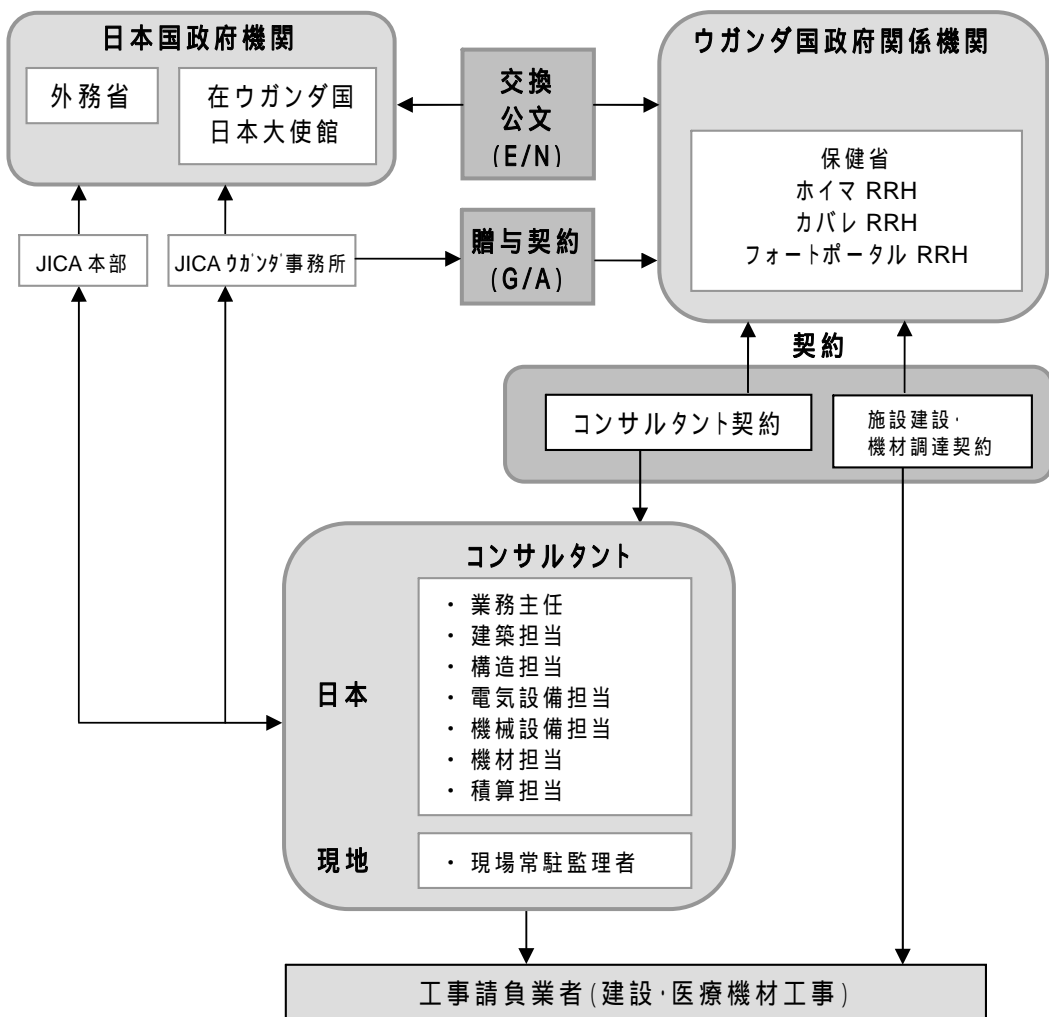 日本国政府機関
外務省
在ウガンダ国
日本大使館
交換
公文
(E/N)
ウガンダ国政府関係機関
保健省
ホイマ RRH
カバレ RRH
フォートポータル RRH
JICA 本部
JICA ウガンダ事務所
贈与契約
(G/A)
契約
コンサルタント契約
施設建設・
機材調達契約
コンサルタント
日本
・ 業務主任
・ 建築担当
・ 構造担当
・ 電気設備担当
・ 機械設備担当
・ 機材担当
・ 積算担当
現地
・ 現場常駐監理者
工事請負業者(建設・医療機材工事)